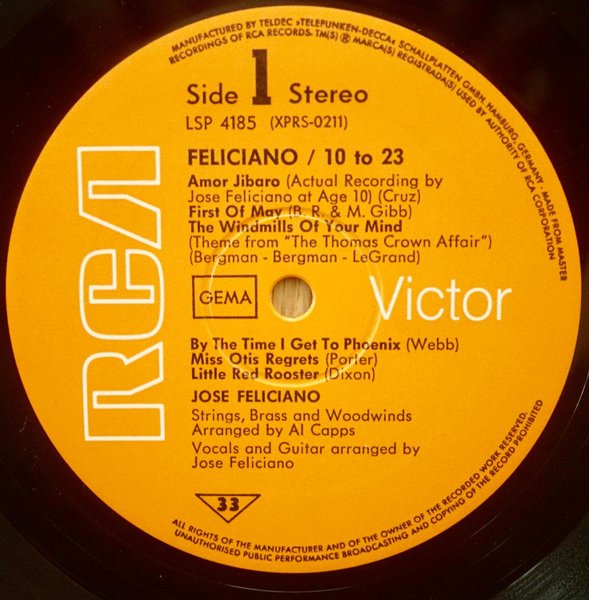 MANUFACTURED BY TELDEC »TELEFUNKEN-DECCA« SCHALLPLATTEN GMBH, HAMBURG, GERMANY · MADE FROM MASTER
RECORDINGS OF RCA RECORDS. TM(S) ® MARCA(S) REGISTRADA(S) USED BY AUTHORITY OF RCA CORPORATION
Side 1 Stereo
LSP 4185 (XPRS-0211)
FELICIANO / 10 to 23
Amor Jibaro (Actual Recording by
Jose Feliciano at Age 10) (Cruz)
First Of May (B. R. & M. Gibb)
The Windmills Of Your Mind
(Theme from "The Thomas Crown Affair")
(Bergman - Bergman - LeGrand)
RCA
GEMA
Victor
By The Time I Get To Phoenix (Webb)
Miss Otis Regrets (Porter)
Little Red Rooster (Dixon)
JOSE FELICIANO
Strings, Brass and Woodwinds
Arranged by Al Capps
Vocals and Guitar arranged by
Jose Feliciano
33
ALL RIGHTS OF THE MANUFACTURER AND OF THE OWNER OF THE RECORDED WORK RESERVED.
UNAUTHORISED PUBLIC PERFORMANCE BROADCASTING AND COPYING OF THE RECORD PROHIBITED